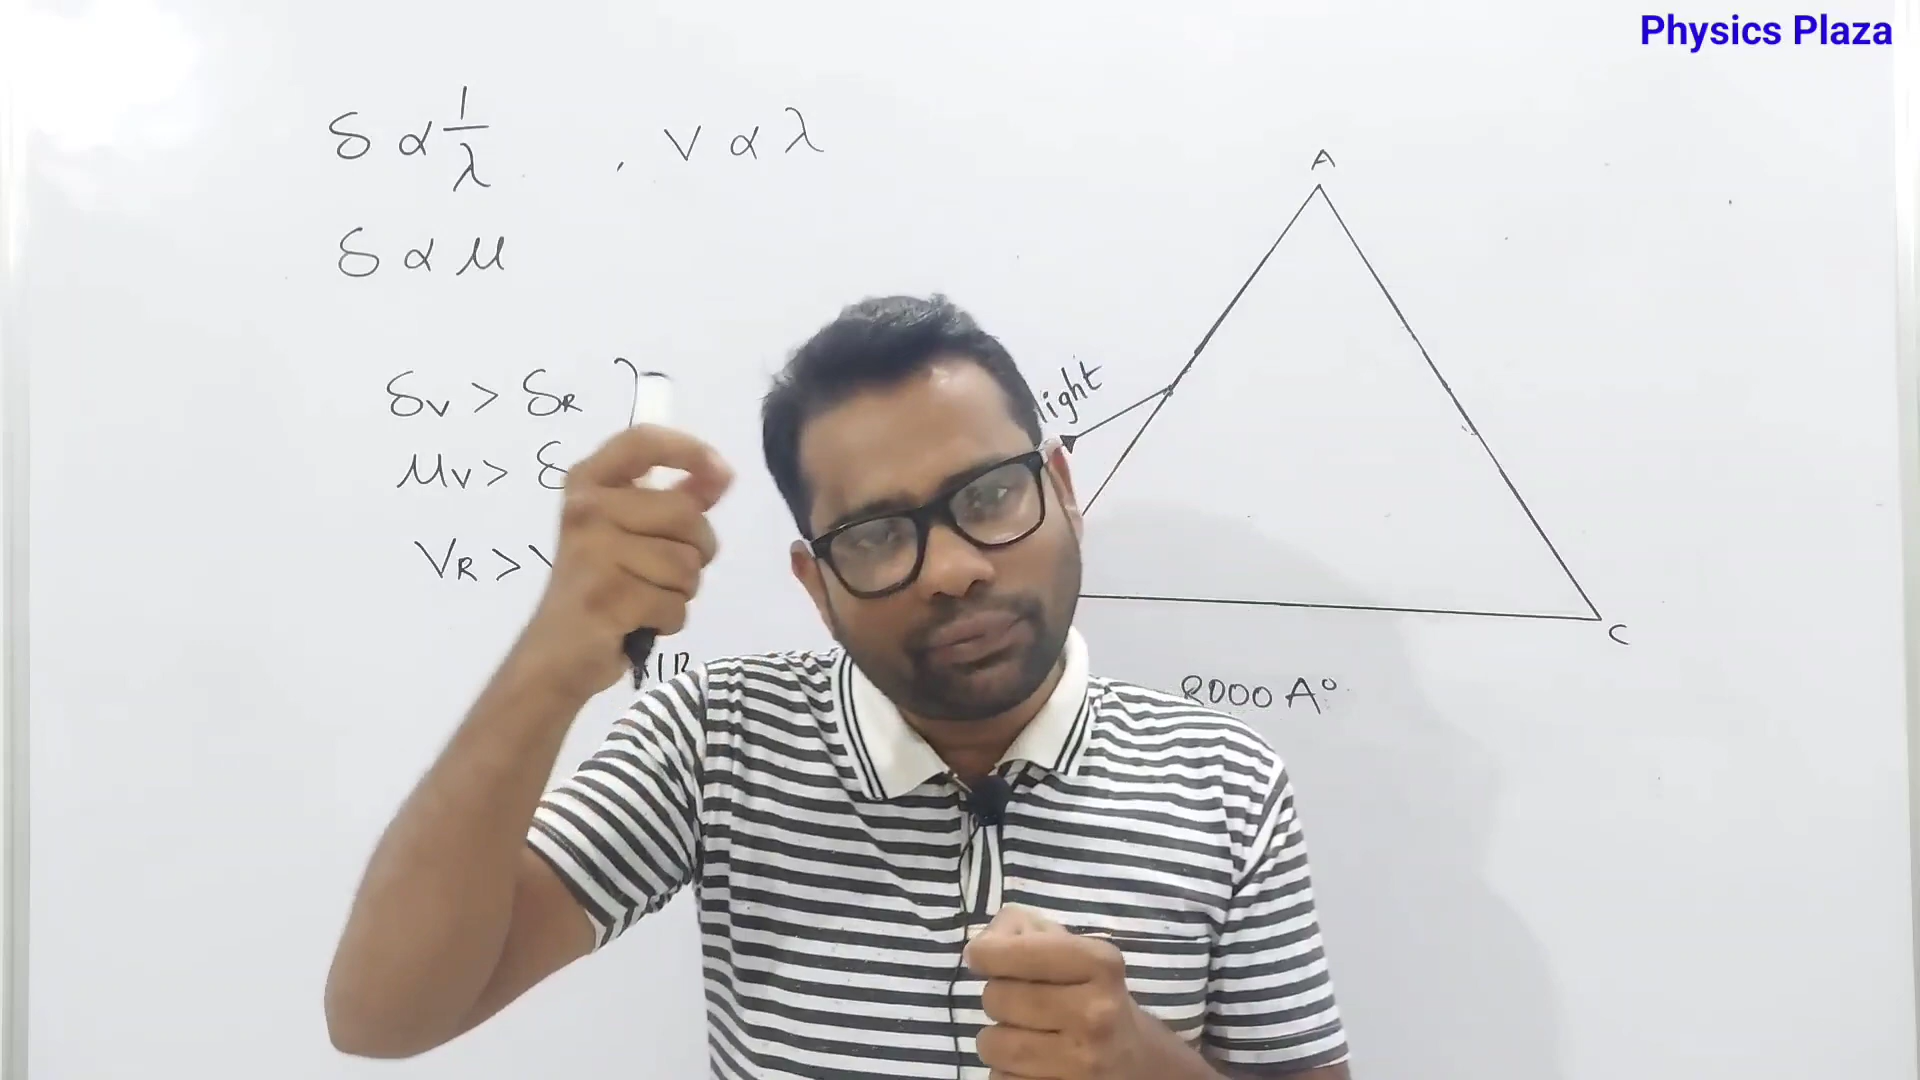 Physics Plaza
δ α 1/λ , V α λ
δ α μ
δV > δR
μV > δ
VR > V
light
A
C
8000 A°